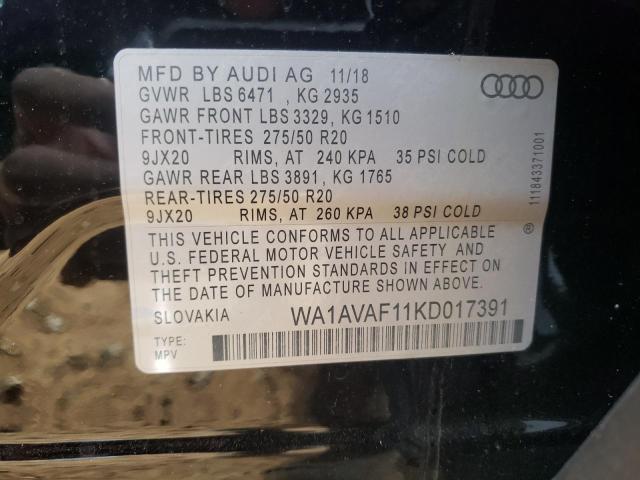 MFD BY AUDI AG 11/18
GVWR LBS 6471 , KG 2935
GAWR FRONT LBS 3329, KG 1510
FRONT-TIRES 275/50 R20
9JX20 RIMS, AT 240 KPA 35 PSI COLD
GAWR REAR LBS 3891, KG 1765
REAR-TIRES 275/50 R20
9JX20 RIMS, AT 260 KPA 38 PSI COLD
THIS VEHICLE CONFORMS TO ALL APPLICABLE
U.S. FEDERAL MOTOR VEHICLE SAFETY AND
THEFT PREVENTION STANDARDS IN EFFECT ON
THE DATE OF MANUFACTURE SHOWN ABOVE
SLOVAKIA WA1AVAF11KD017391
TYPE:
MPV
111843371001
®